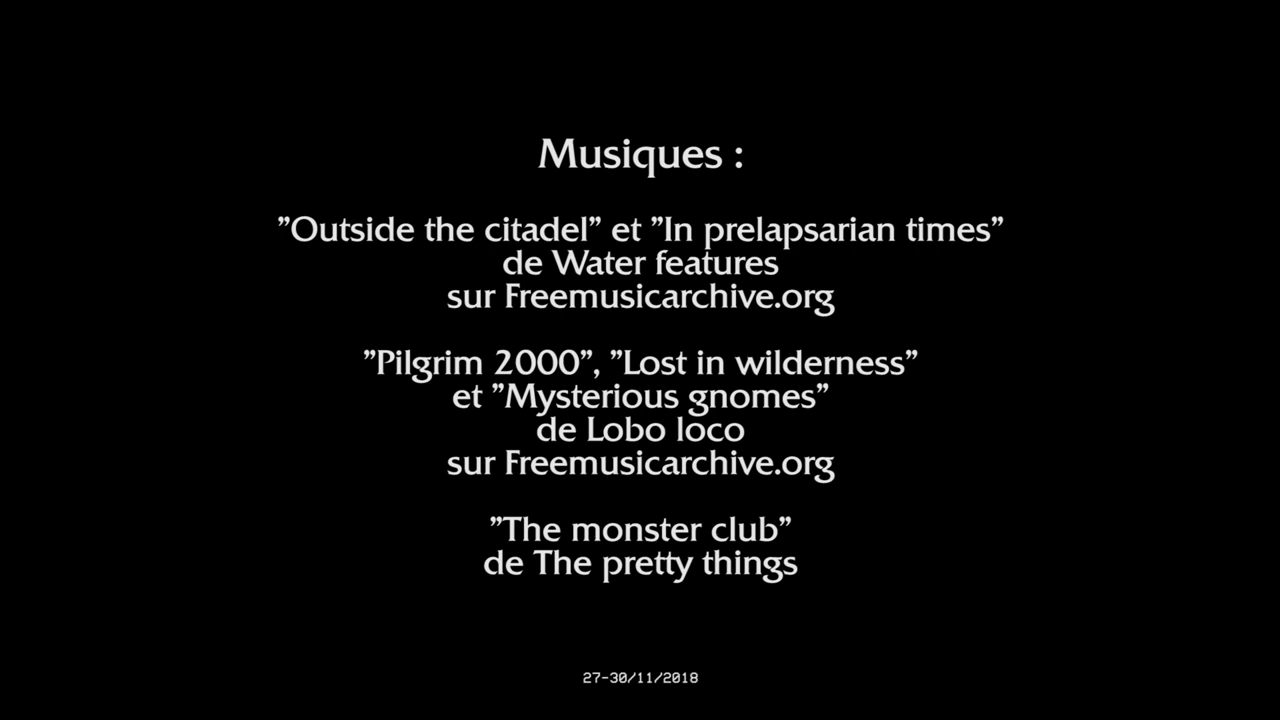 Musiques :
”Outside the citadel” et ”In prelapsarian times”
de Water features
sur Freemusicarchive.org
”Pilgrim 2000”, ”Lost in wilderness”
et ”Mysterious gnomes”
de Lobo loco
sur Freemusicarchive.org
”The monster club”
de The pretty things
27-30/11/2018